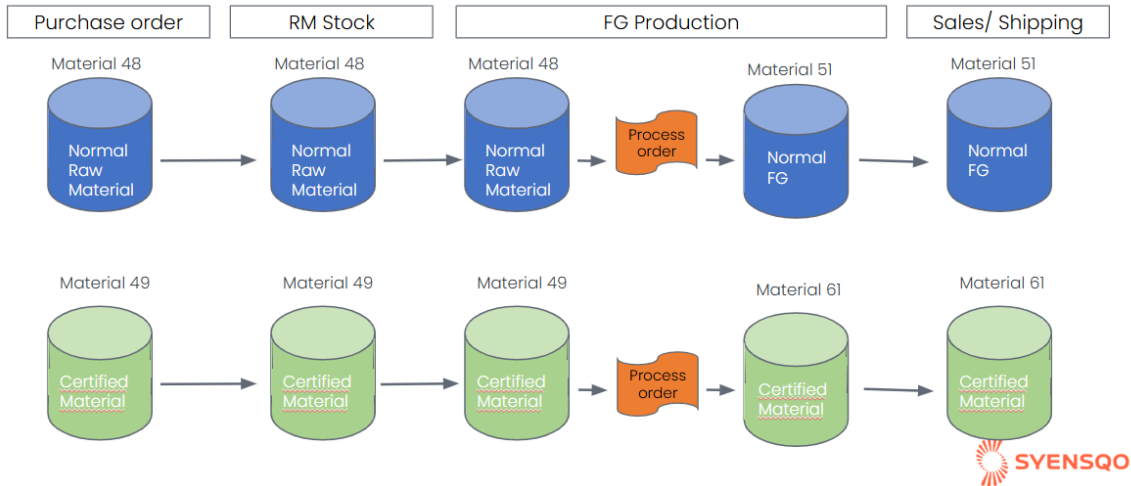 Purchase order
RM Stock
FG Production
Sales/ Shipping
Material 48
Material 48
Material 48
Material 51
Material 51
Normal
Raw
Material
Normal
Raw
Material
Normal
Raw
Material
Process
order
Normal
FG
Normal
FG
Material 49
Material 49
Material 49
Material 61
Material 61
Certified
Material
Certified
Material
Certified
Material
Process
order
Certified
Material
Certified
Material
SYENSQO